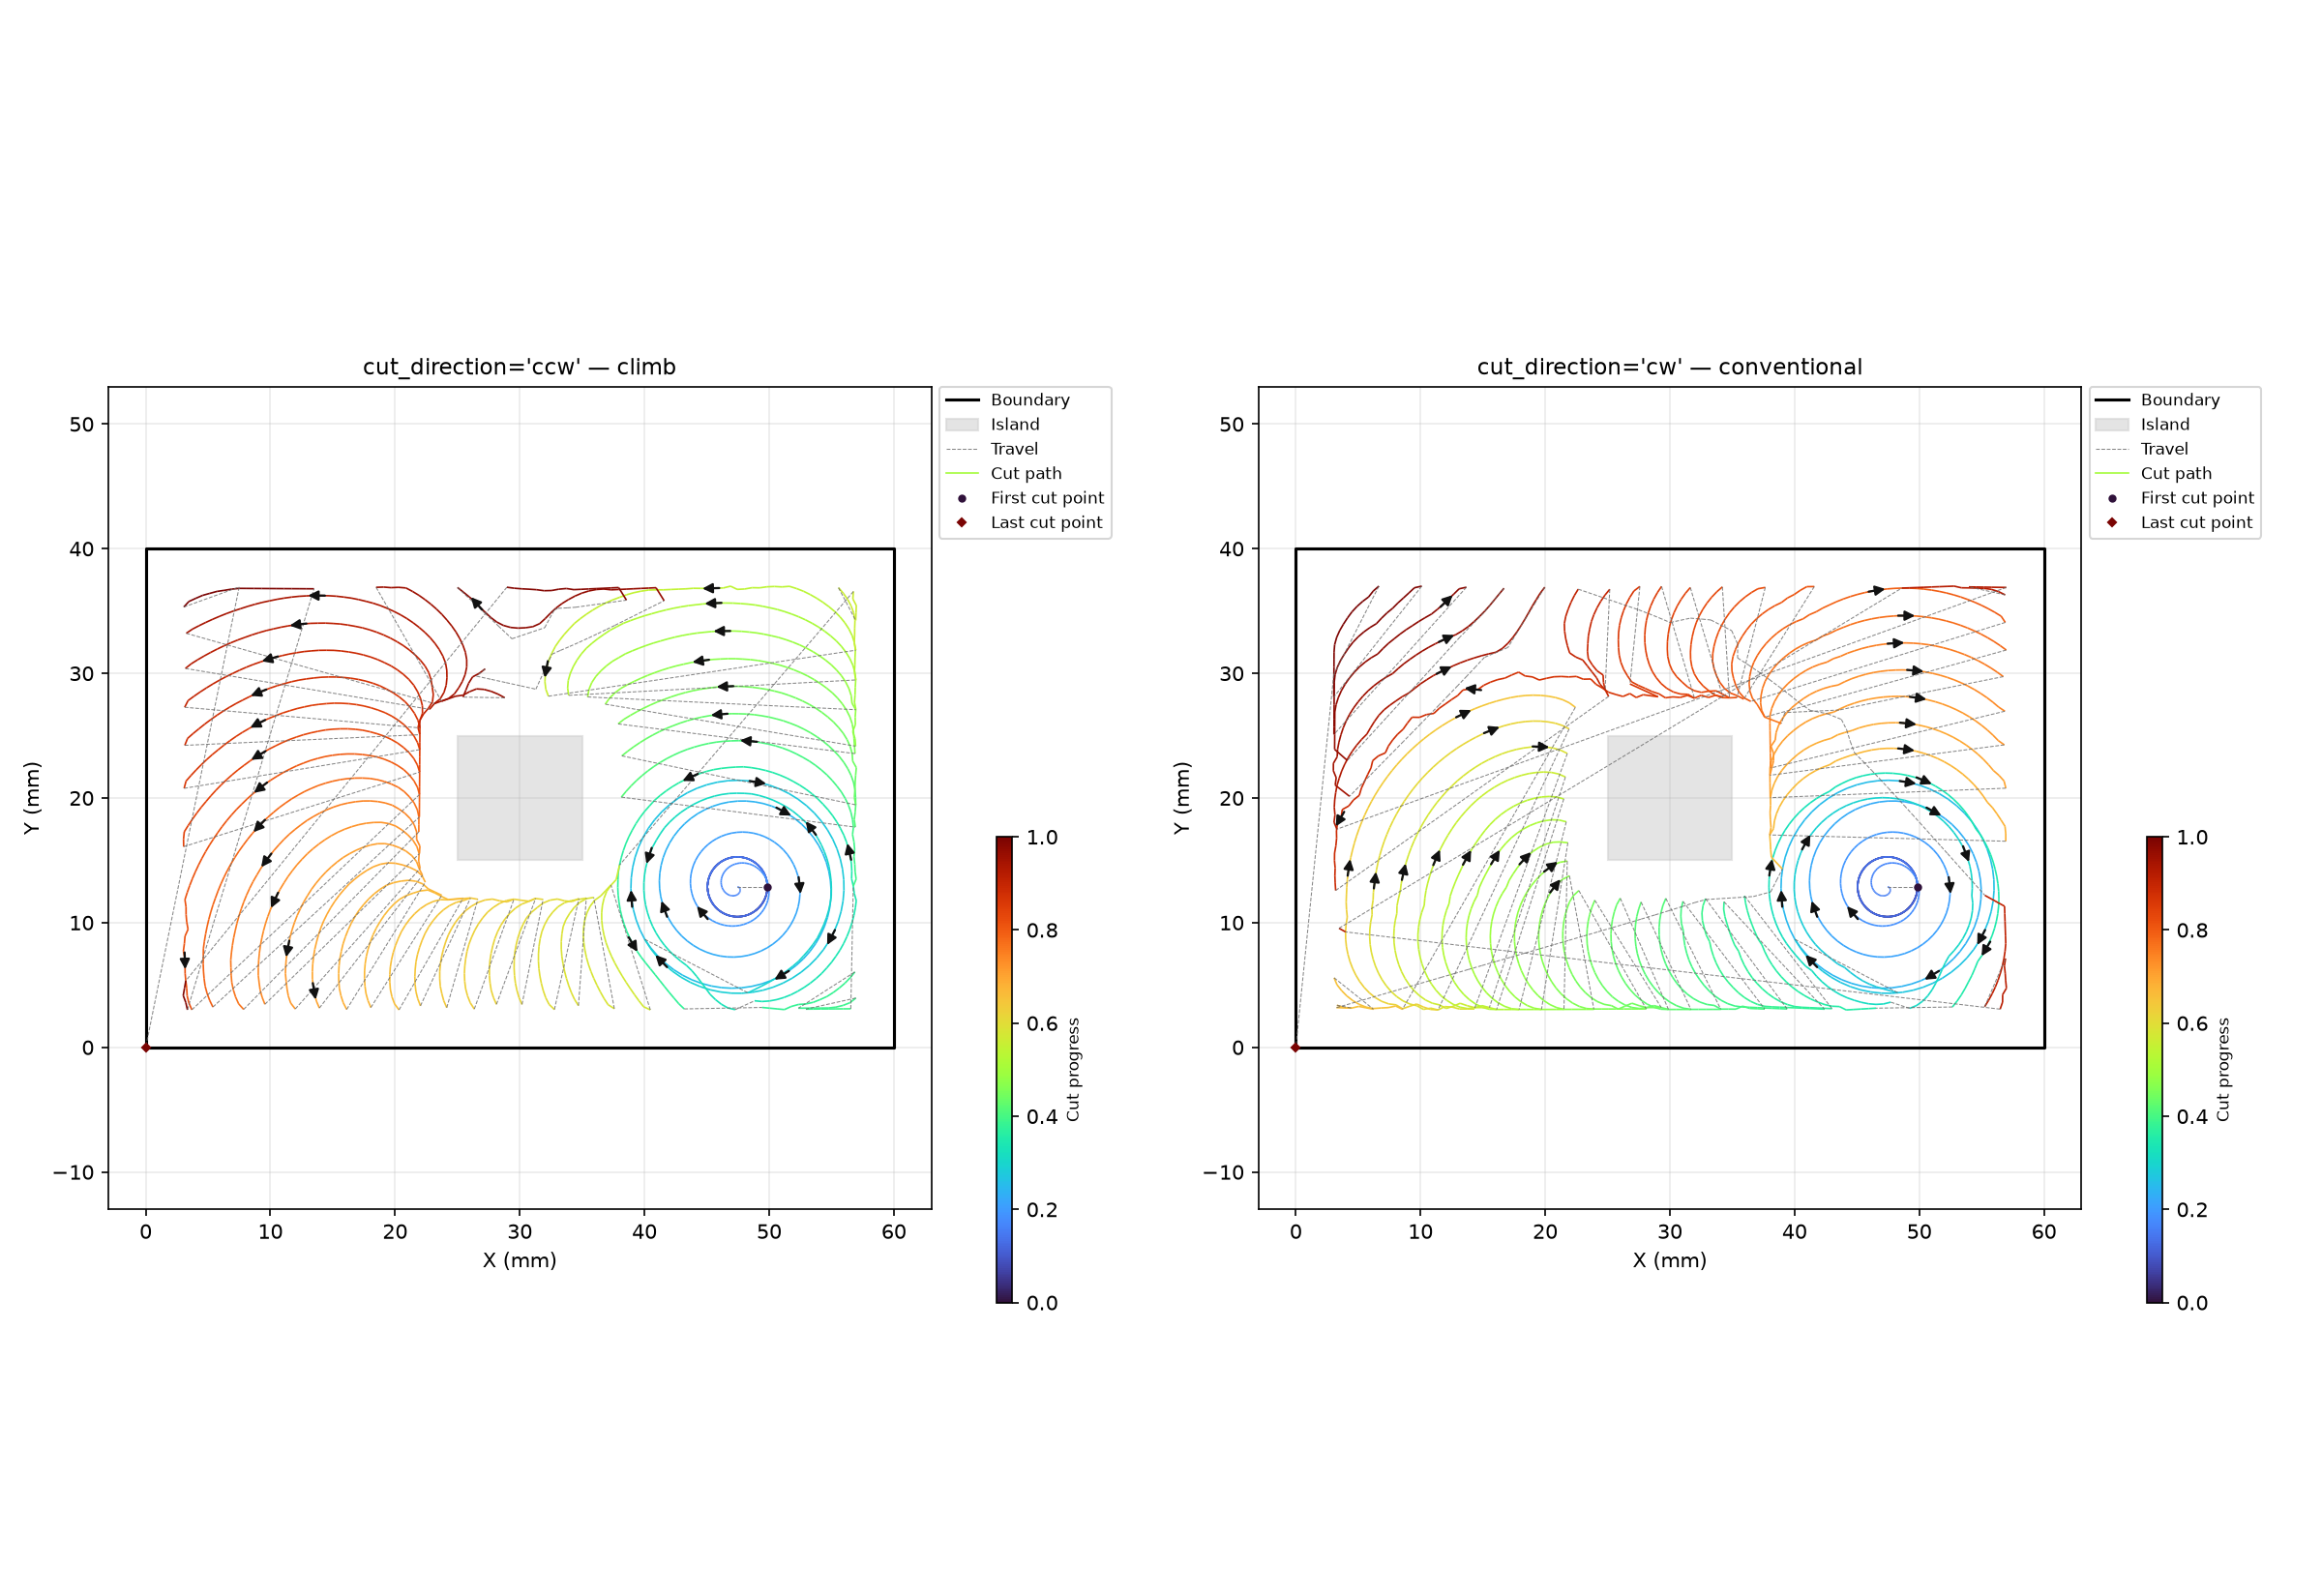 cut_direction='ccw' — climb
50
40
30
20
10
0
−10
Y (mm)
0
10
20
30
40
50
60
X (mm)
Boundary
Island
Travel
Cut path
First cut point
Last cut point
1.0
0.8
0.6
0.4
0.2
0.0
Cut progress
cut_direction='cw' — conventional
50
40
30
20
10
0
−10
Y (mm)
0
10
20
30
40
50
60
X (mm)
Boundary
Island
Travel
Cut path
First cut point
Last cut point
1.0
0.8
0.6
0.4
0.2
0.0
Cut progress